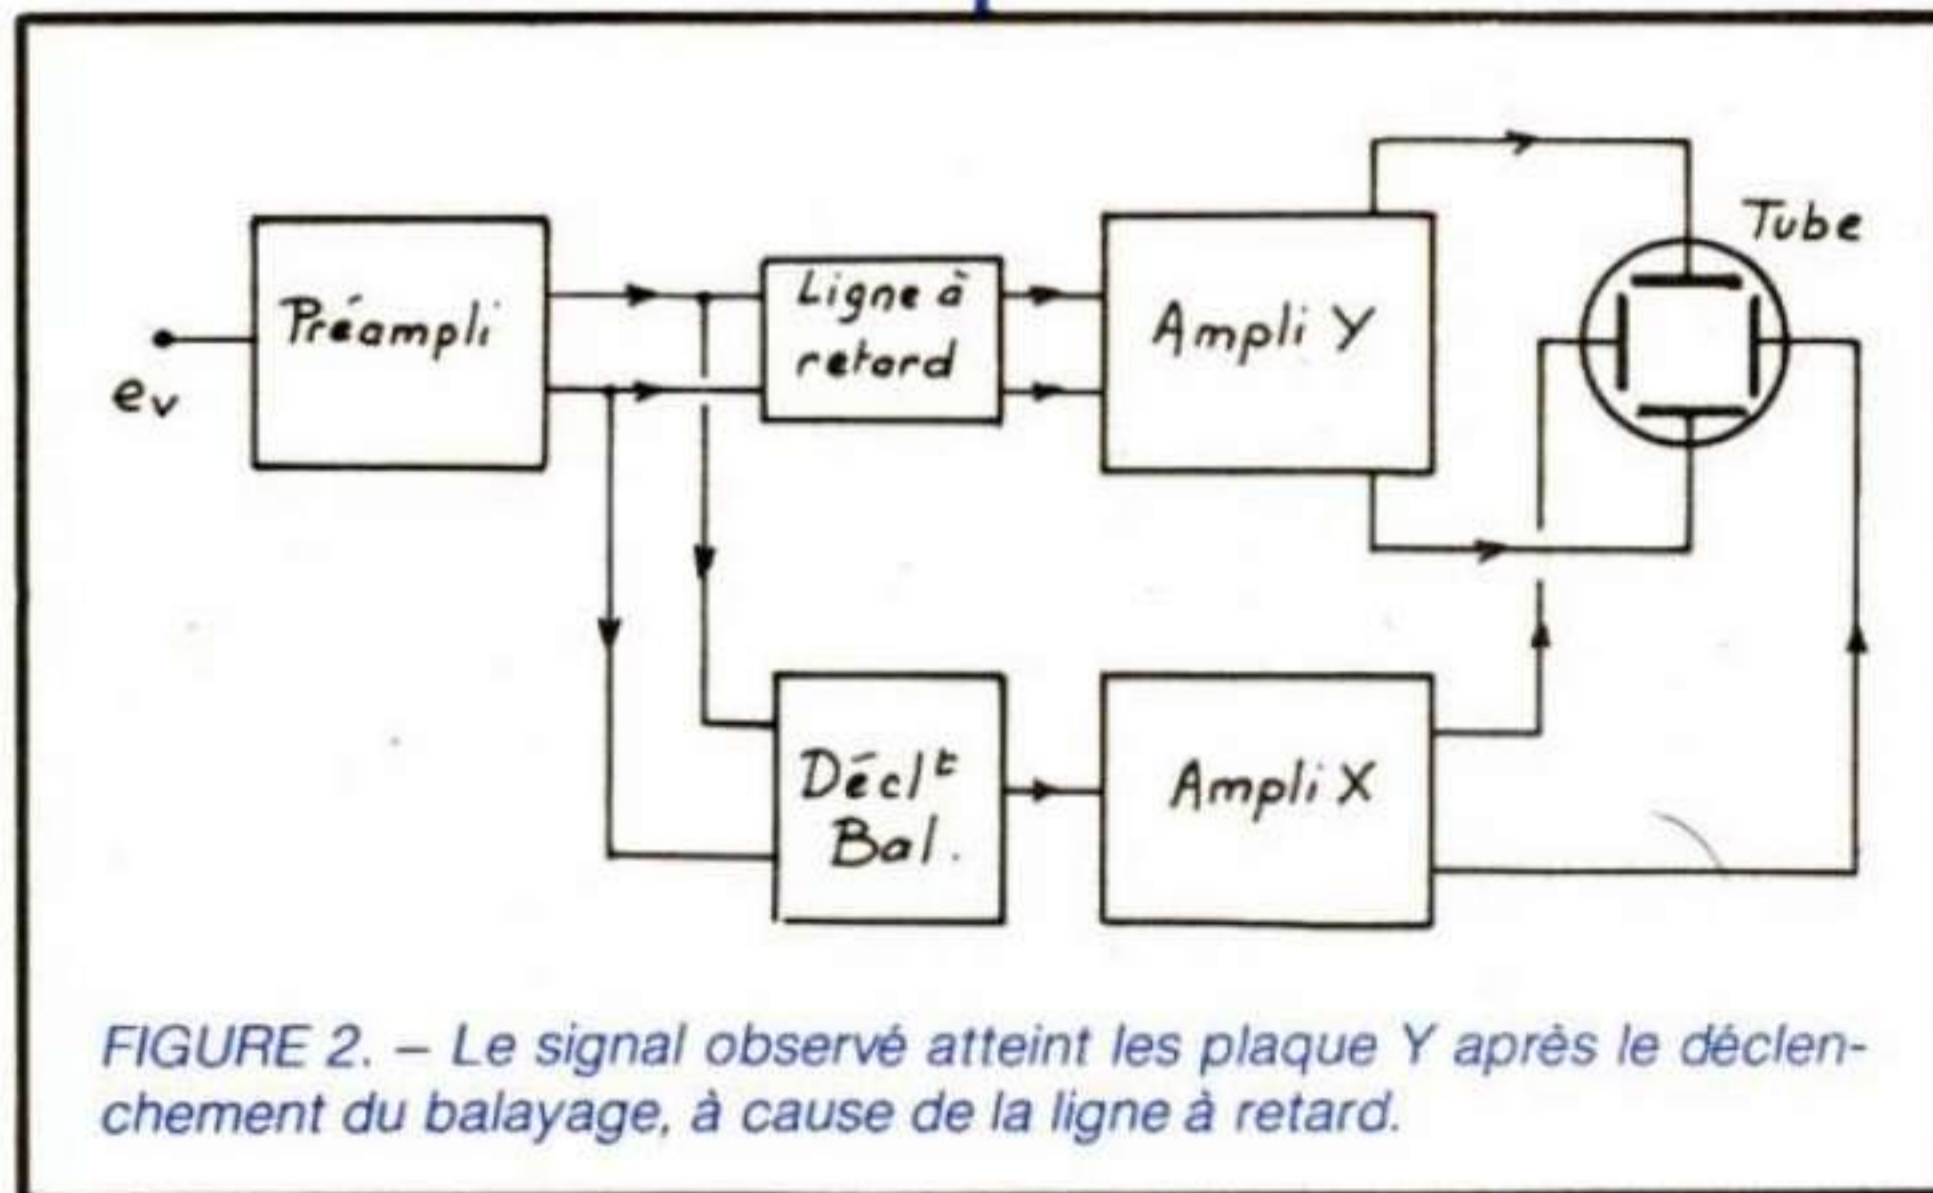 Tube
Préampli
Ligne à
retard
Ampli Y
ev
Décl t
Bal.
Ampli X
FIGURE 2. – Le signal observé atteint les plaque Y après le déclen-
chement du balayage, à cause de la ligne à retard.